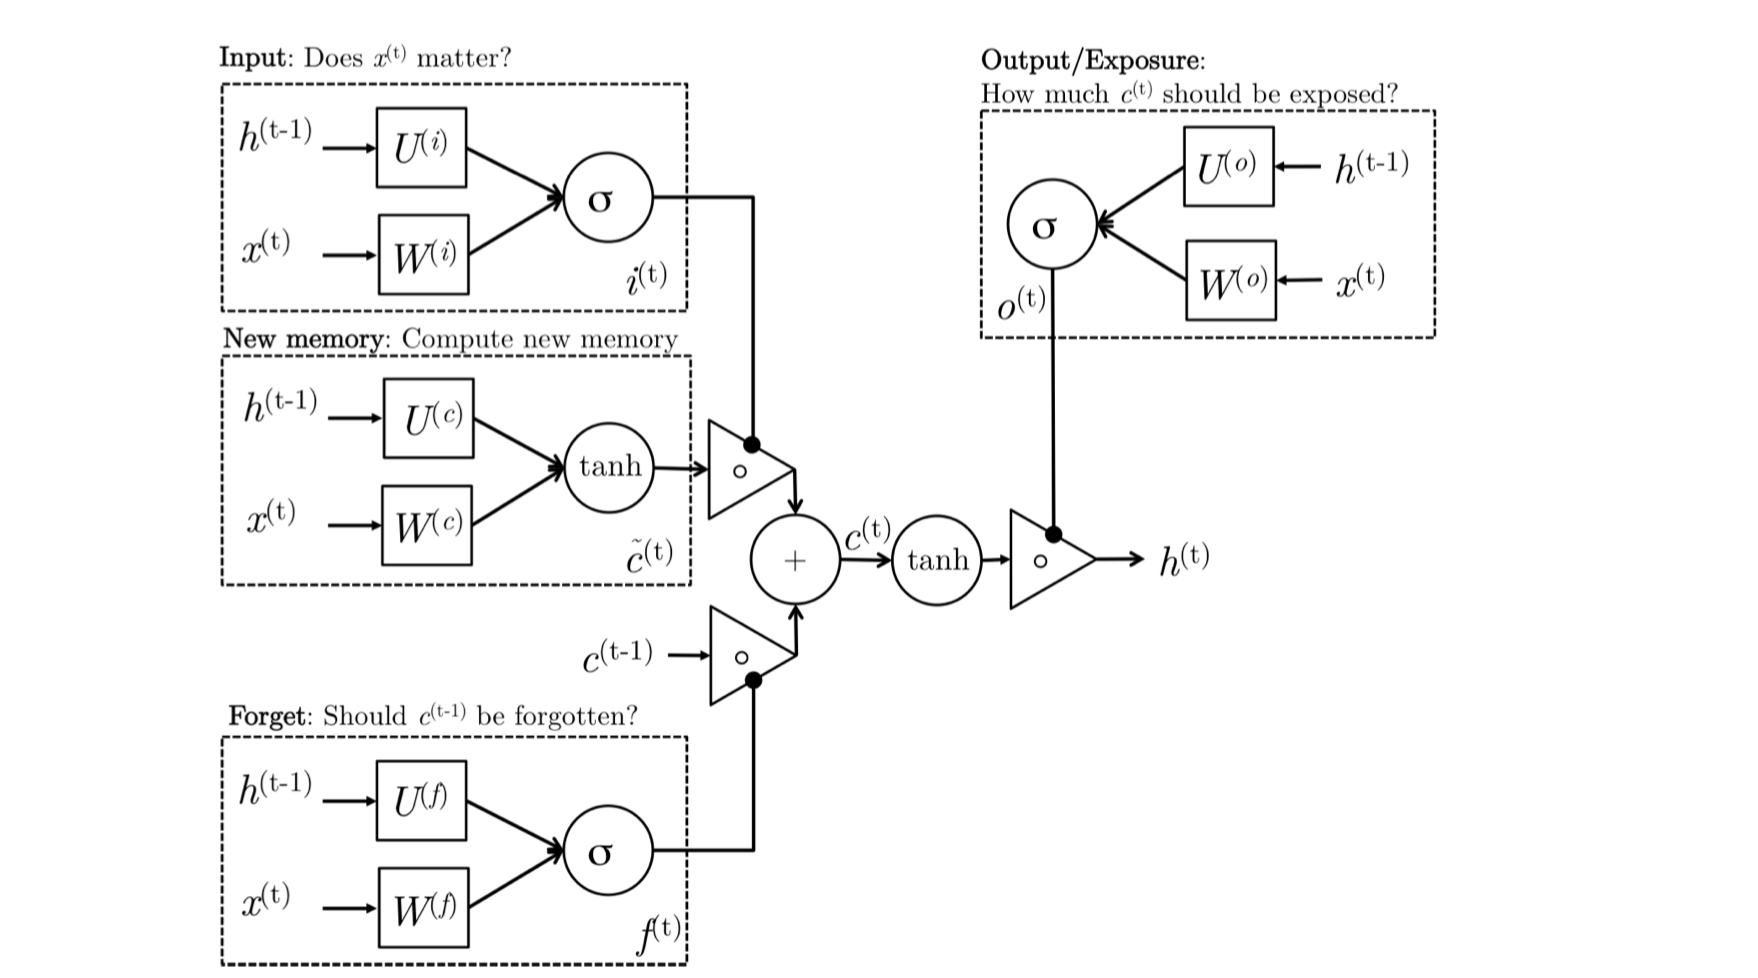 Input: Does x^(t) matter?
h^(t-1)
U^(i)
σ
x^(t)
W^(i)
i^(t)
New memory: Compute new memory
h^(t-1)
U^(c)
tanh
x^(t)
W^(c)
c̃^(t)
Output/Exposure:
How much c^(t) should be exposed?
U^(o)
h^(t-1)
σ
W^(o)
x^(t)
o^(t)
∘
+
c^(t)
tanh
∘
h^(t)
c^(t-1)
∘
Forget: Should c^(t-1) be forgotten?
h^(t-1)
U^(f)
σ
x^(t)
W^(f)
f^(t)